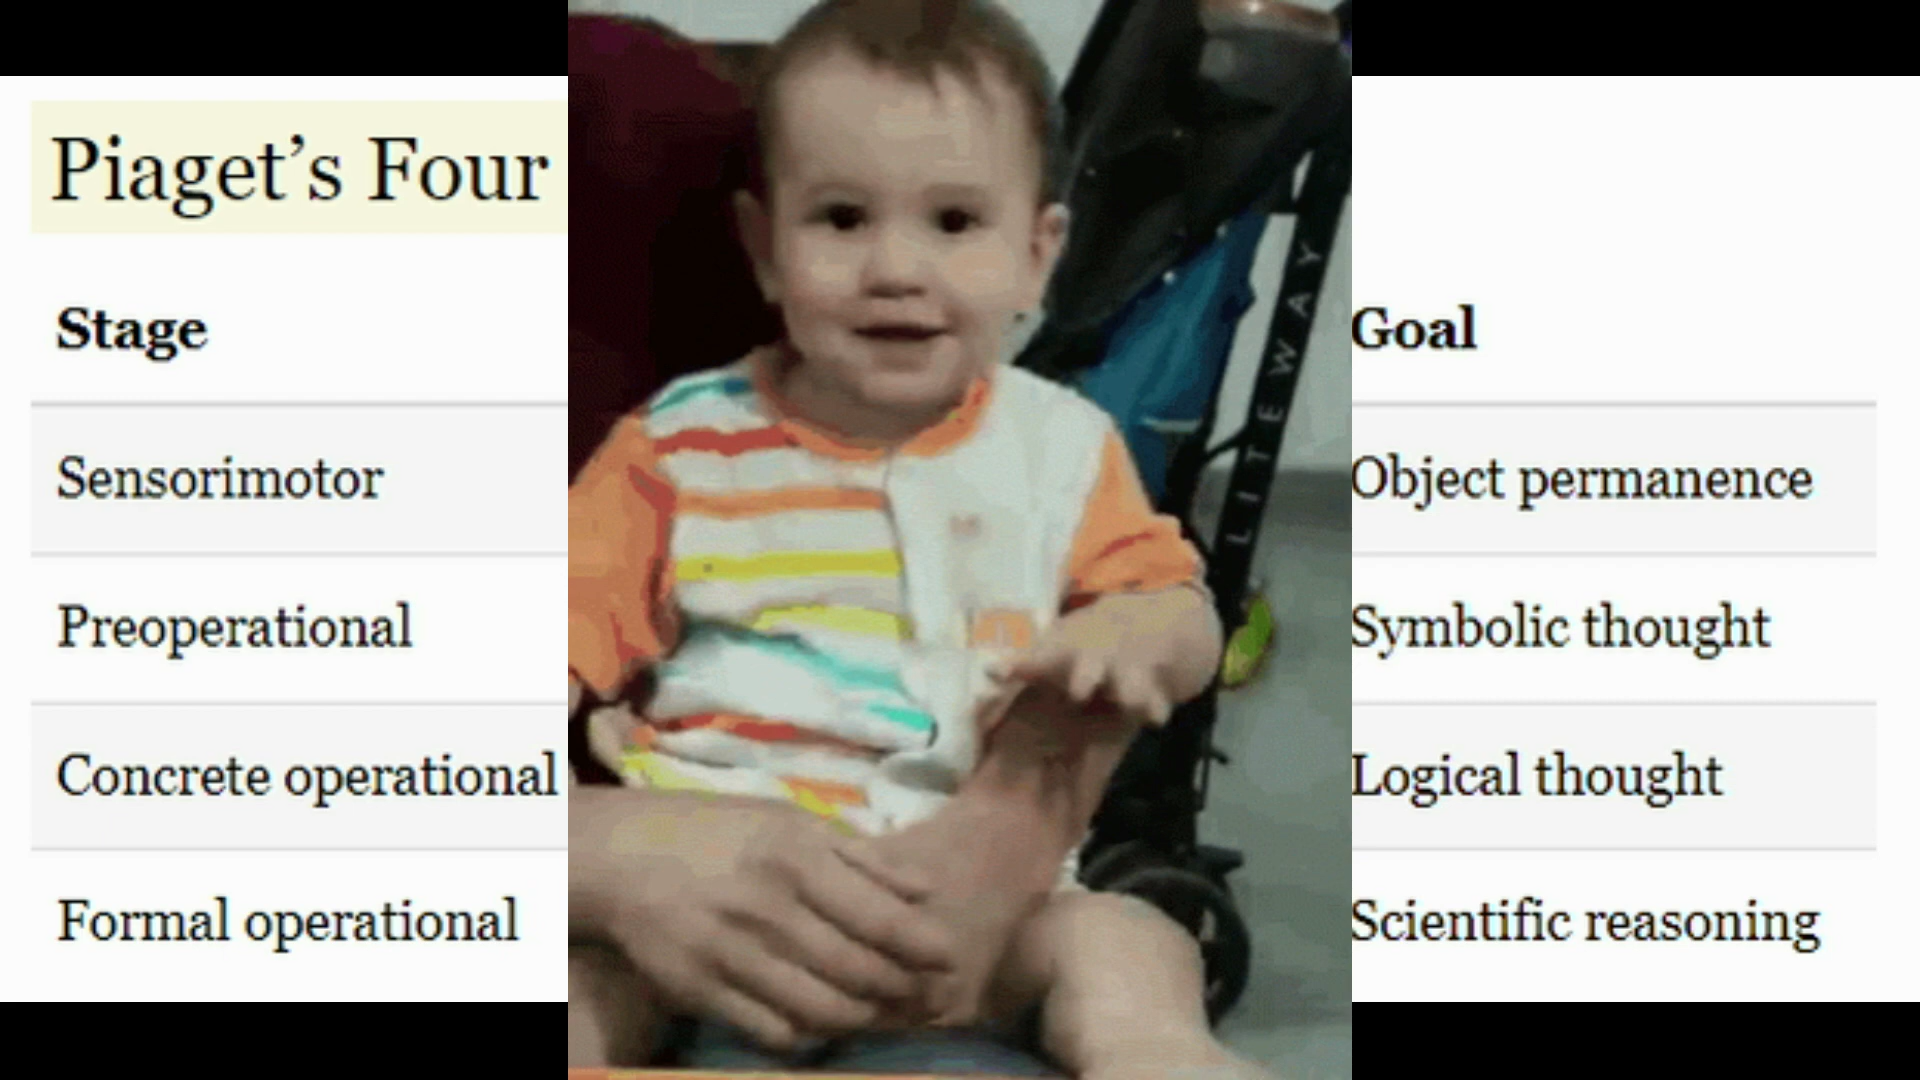 Piaget's Four
Stage
Goal
Sensorimotor
Object permanence
Preoperational
Symbolic thought
Concrete operational
Logical thought
Formal operational
Scientific reasoning
LITEWAY